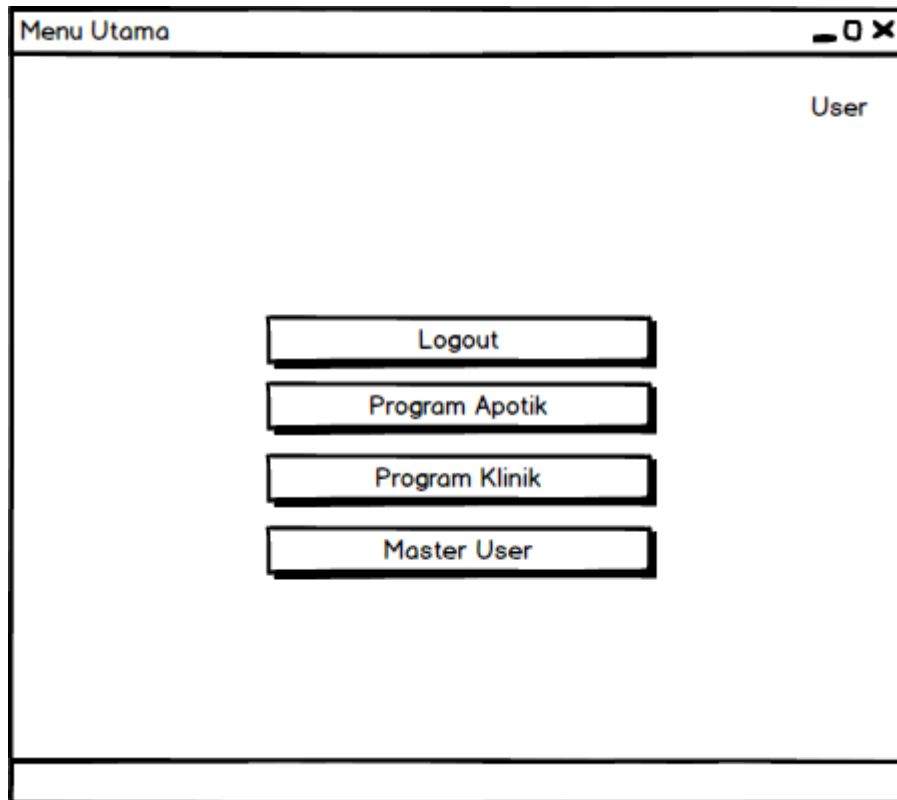 Menu Utama
User
Logout
Program Apotik
Program Klinik
Master User